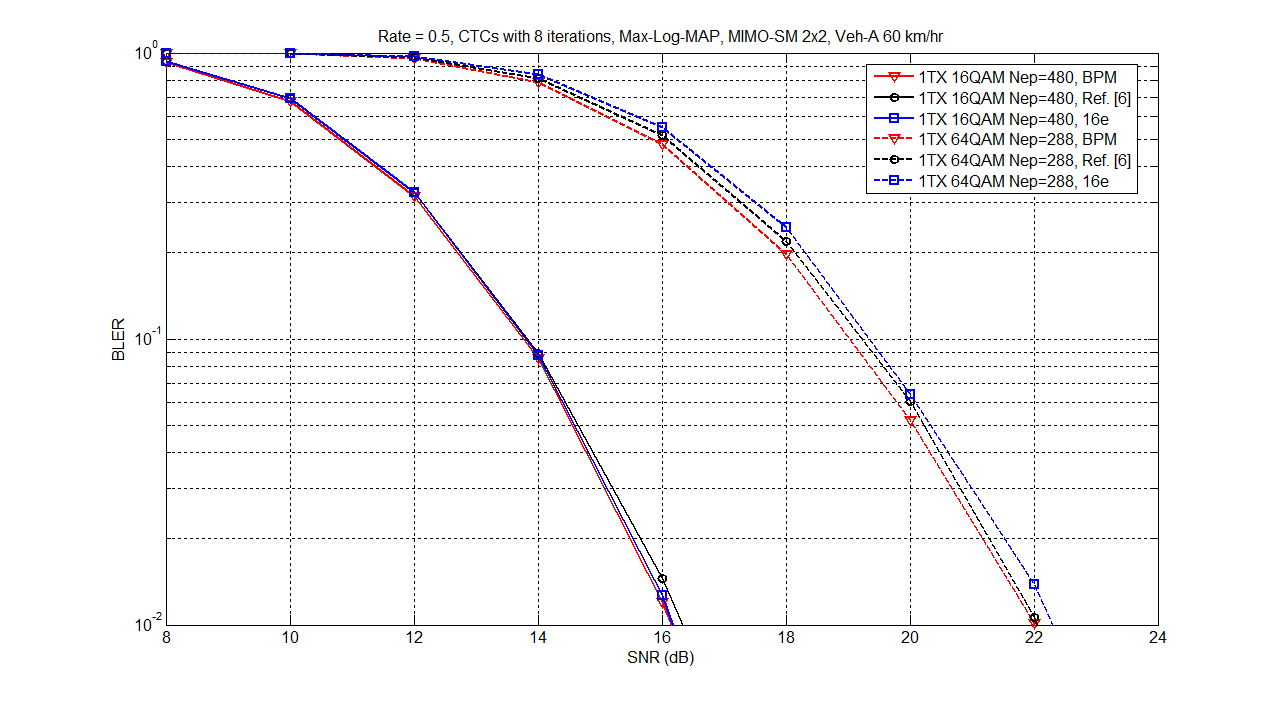 Rate = 0.5, CTCs with 8 iterations, Max-Log-MAP, MIMO-SM 2x2, Veh-A 60 km/hr
10^0
10^-1
10^-2
BLER
1TX 16QAM Nep=480, BPM
1TX 16QAM Nep=480, Ref. [6]
1TX 16QAM Nep=480, 16e
1TX 64QAM Nep=288, BPM
1TX 64QAM Nep=288, Ref. [6]
1TX 64QAM Nep=288, 16e
8 10 12 14 16 18 20 22 24
SNR (dB)